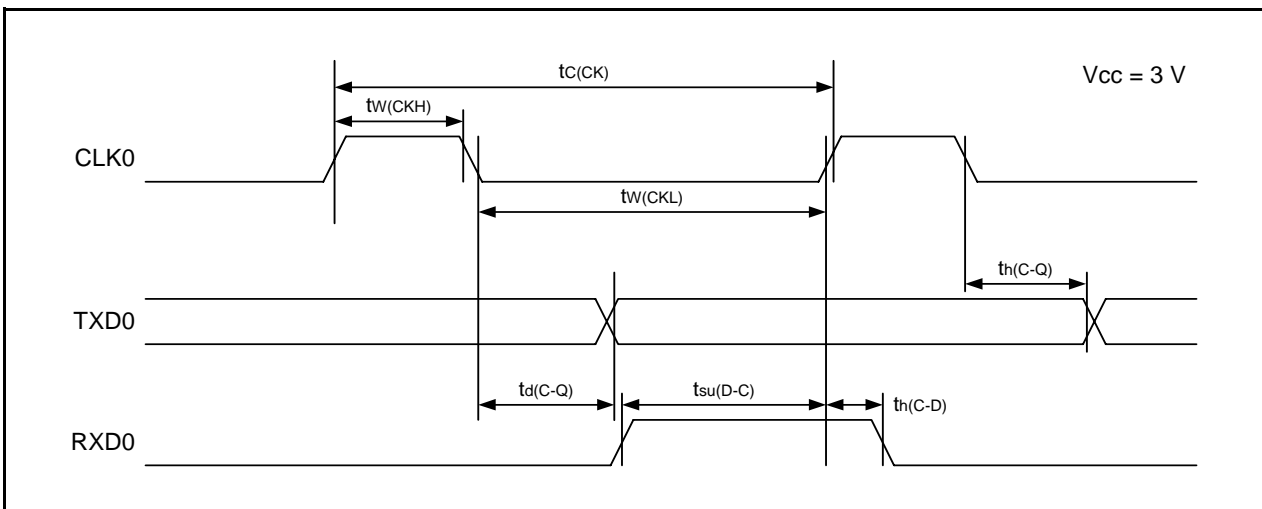 tC(CK)
Vcc = 3 V
tW(CKH)
CLK0
tW(CKL)
th(C-Q)
TXD0
td(C-Q)
tsu(D-C)
th(C-D)
RXD0